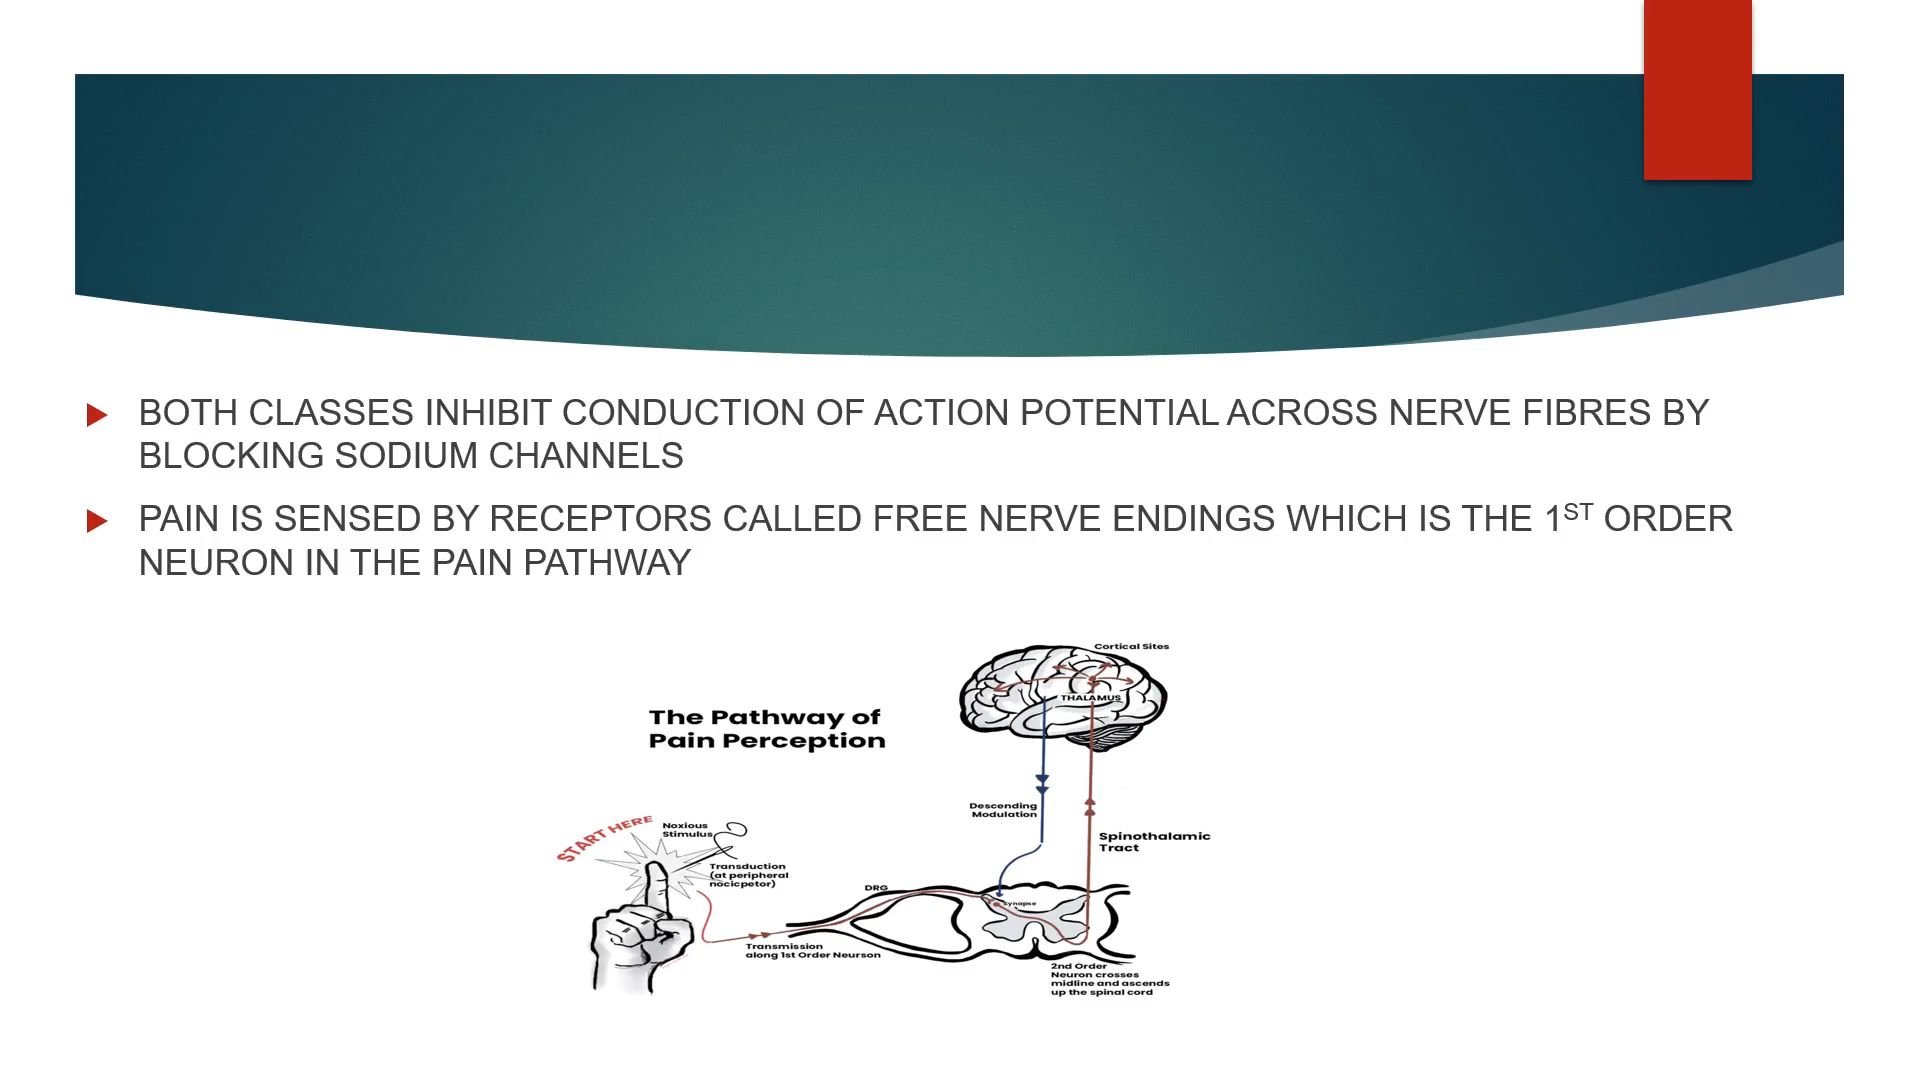 BOTH CLASSES INHIBIT CONDUCTION OF ACTION POTENTIAL ACROSS NERVE FIBRES BY
BLOCKING SODIUM CHANNELS
PAIN IS SENSED BY RECEPTORS CALLED FREE NERVE ENDINGS WHICH IS THE 1ST ORDER
NEURON IN THE PAIN PATHWAY
Cortical Sites
THALAMUS
The Pathway of
Pain Perception
Descending
Modulation
Spinothalamic
Tract
START HERE
Noxious
Stimulus
Transduction
(at peripheral
nocicpetor)
DRG
Synapse
Transmission
along 1st Order Neurson
2nd Order
Neuron crosses
midline and ascends
up the spinal cord